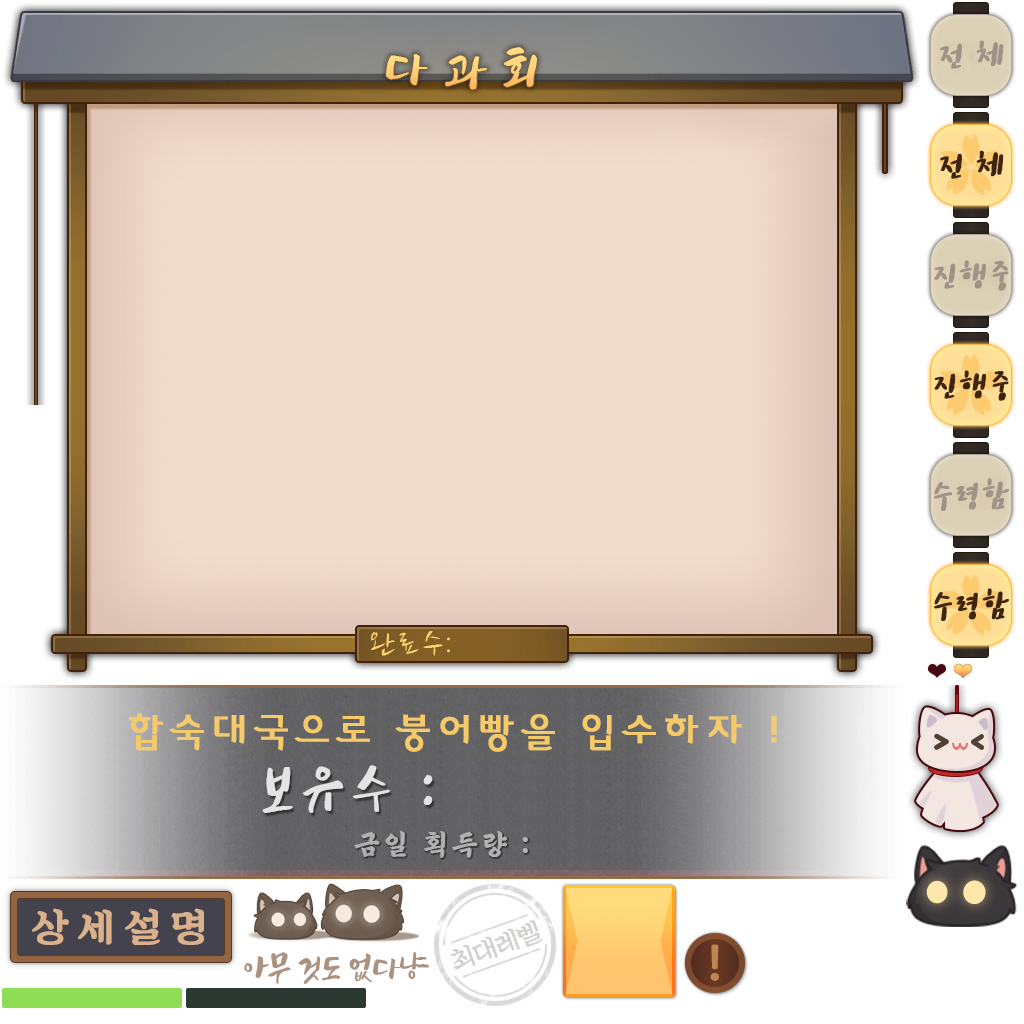 다과회
전체
전체
진행중
진행중
수령함
수령함
완료수:
합숙대국으로 붕어빵을 입수하자 !
보유수 :
금일 획득량 :
상세설명
아무 것도 없다냥
최대레벨
!